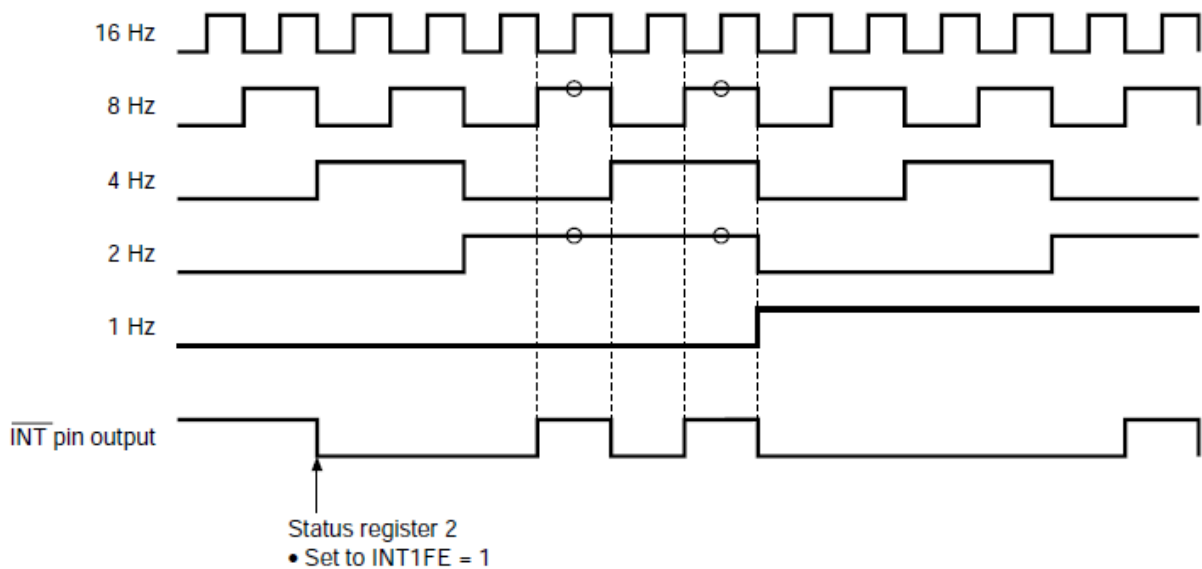 16 Hz
8 Hz
4 Hz
2 Hz
1 Hz
INT pin output
Status register 2
• Set to INT1FE = 1